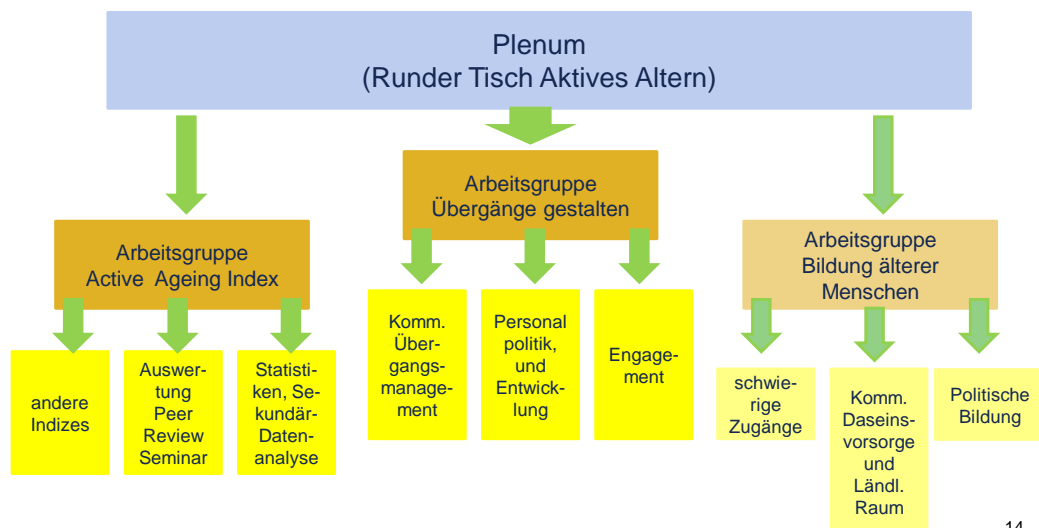 Plenum
(Runder Tisch Aktives Altern)
Arbeitsgruppe
Übergänge gestalten
Arbeitsgruppe
Active Ageing Index
Arbeitsgruppe
Bildung älterer
Menschen
andere
Indizes
Auswer-
tung
Peer
Review
Seminar
Statisti-
ken, Se-
kundär-
Daten-
analyse
Komm.
Über-
gangs-
manage-
ment
Personal
politik,
und
Entwick-
lung
Engage-
ment
schwie-
rige
Zugänge
Komm.
Daseins-
vorsorge
und
Ländl.
Raum
Politische
Bildung
14